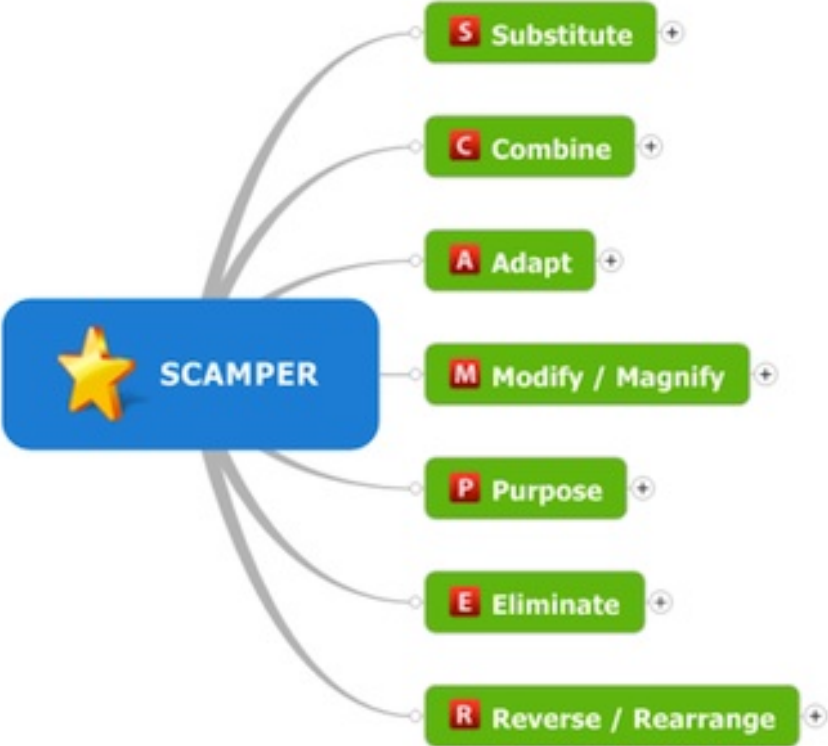 S Substitute
C Combine
A Adapt
SCAMPER
M Modify / Magnify
P Purpose
E Eliminate
R Reverse / Rearrange